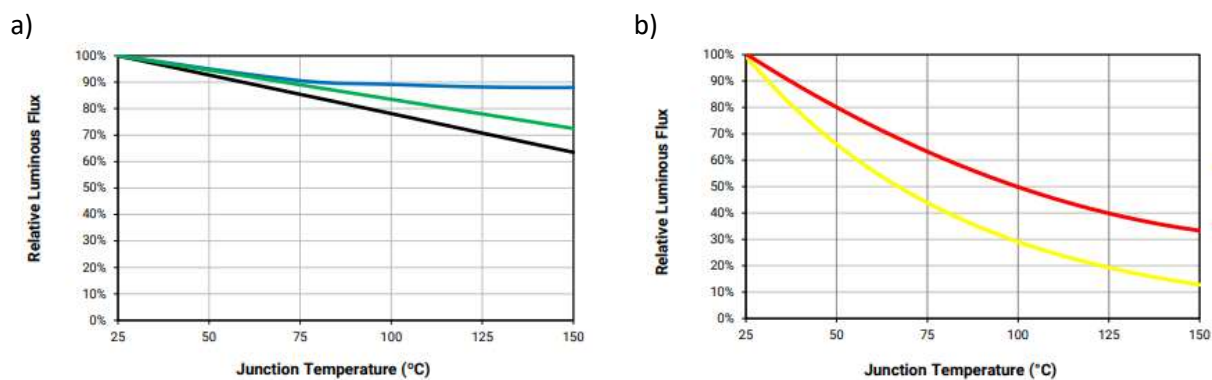 a)
Relative Luminous Flux
100%
90%
80%
70%
60%
50%
40%
30%
20%
10%
0%
25 50 75 100 125 150
Junction Temperature (ºC)
b)
Relative Luminous Flux
100%
90%
80%
70%
60%
50%
40%
30%
20%
10%
0%
25 50 75 100 125 150
Junction Temperature (°C)